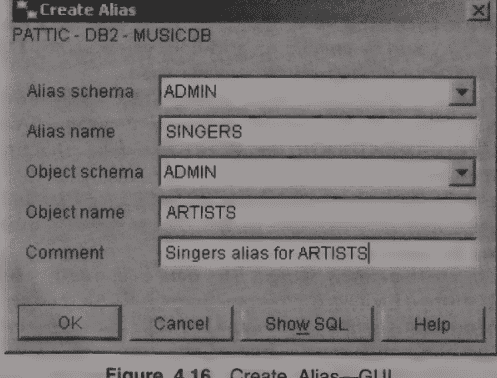 Create Alias
PATTIC - DB2 - MUSICDB
Alias schema ADMIN
Alias name SINGERS
Object schema ADMIN
Object name ARTISTS
Comment Singers alias for ARTISTS
OK Cancel Show SQL Help
Figure 4.16 Create Alias—GUI